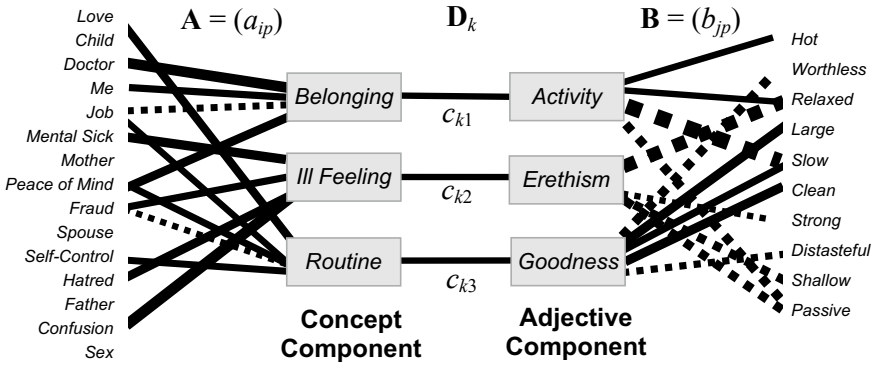 A = (a_ip)
D_k
B = (b_jp)
Love
Child
Doctor
Me
Job
Mental Sick
Mother
Peace of Mind
Fraud
Spouse
Self-Control
Hatred
Father
Confusion
Sex
Belonging
Ill Feeling
Routine
c_k1
c_k2
c_k3
Activity
Erethism
Goodness
Concept
Component
Adjective
Component
Hot
Worthless
Relaxed
Large
Slow
Clean
Strong
Distasteful
Shallow
Passive